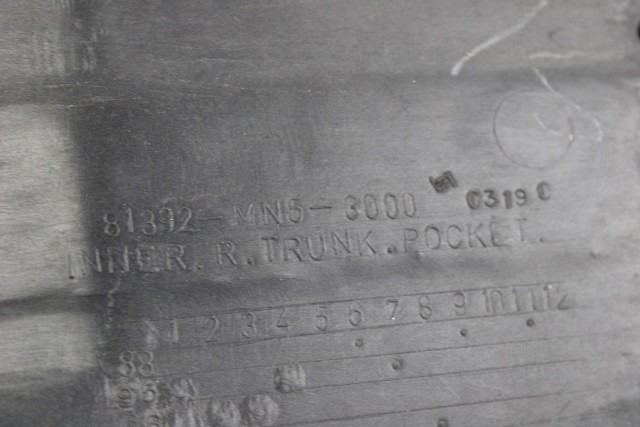 81392-MN5-3000 0319 C
INNER.R.TRUNK.POCKET.
1 2 3 4 5 6 7 8 9 10 11 12
88